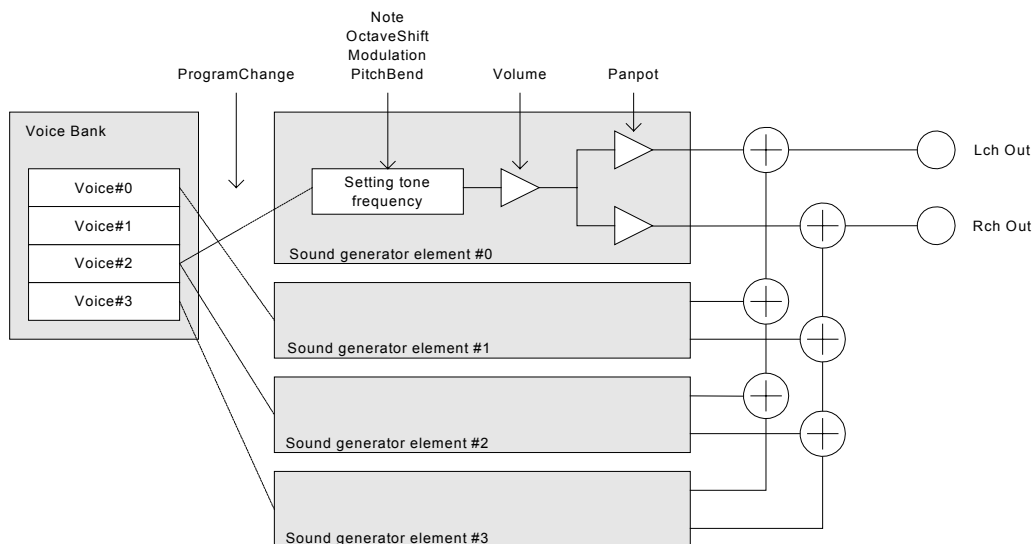 Note
OctaveShift
Modulation
PitchBend
ProgramChange
Volume
Panpot
Voice Bank
Voice#0
Voice#1
Voice#2
Voice#3
Setting tone
frequency
Sound generator element #0
Sound generator element #1
Sound generator element #2
Sound generator element #3
Lch Out
Rch Out